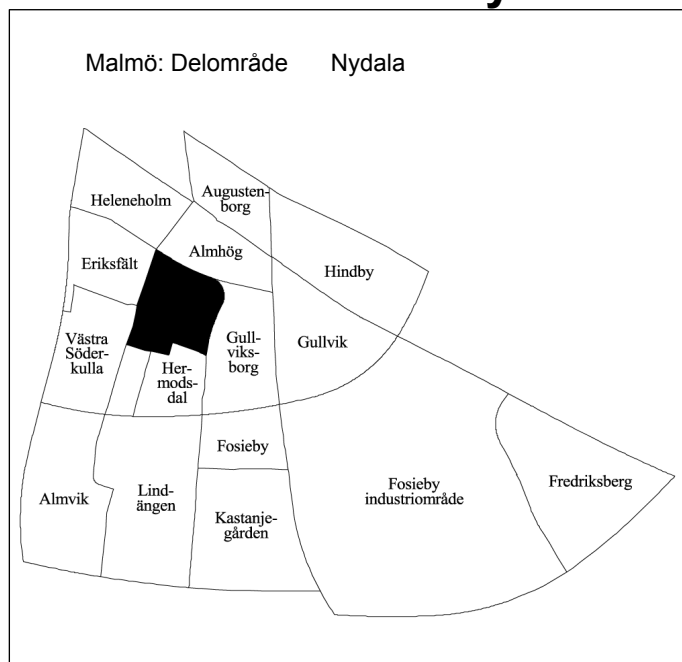 Malmö: Delområde Nydala
Heleneholm
Augusten-
borg
Almhög
Eriksfält
Hindby
Västra
Söder-
kulla
Gull-
viks-
borg
Gullvik
Her-
mods-
dal
Fosieby
Almvik
Lind-
ängen
Kastanje-
gården
Fosieby
industriområde
Fredriksberg